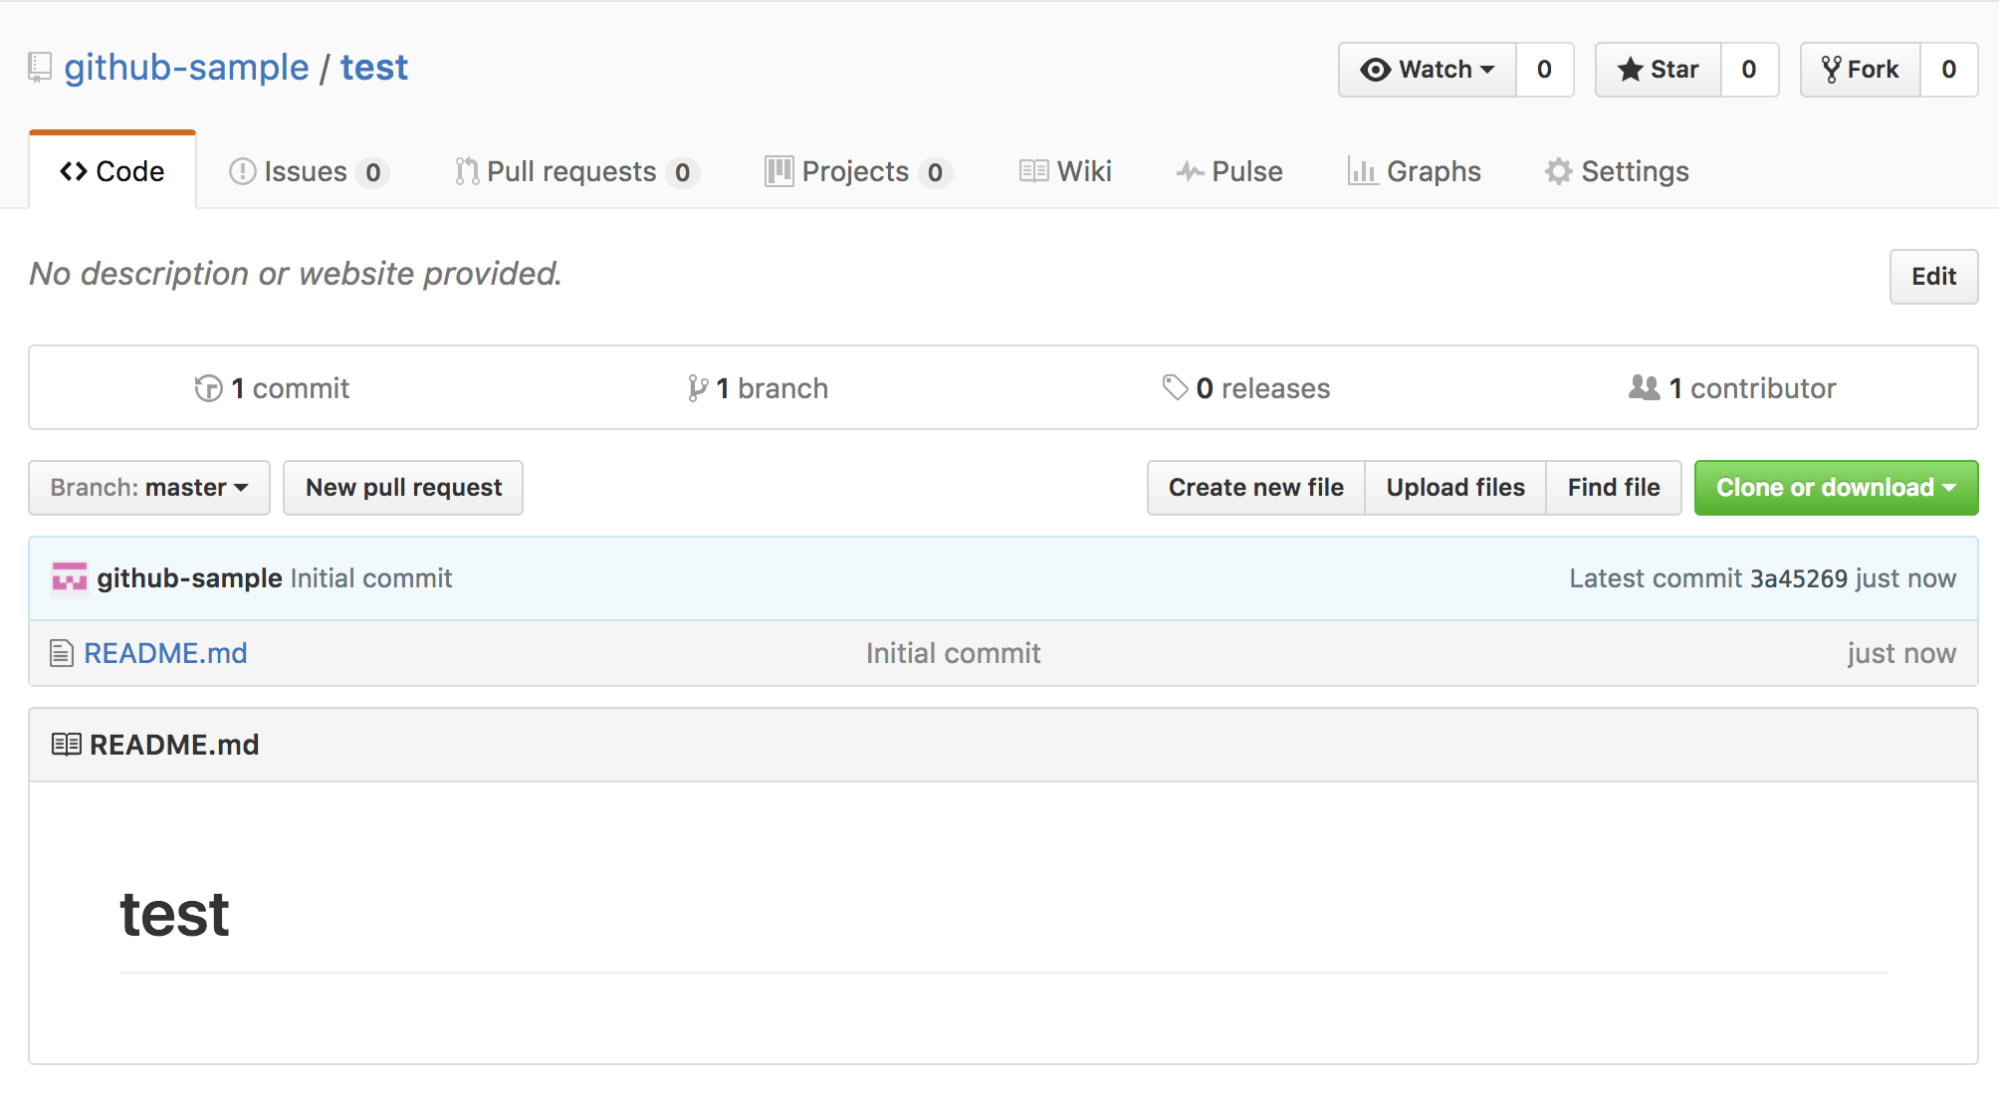 github-sample / test
Watch 0 Star 0 Fork 0
Code Issues 0 Pull requests 0 Projects 0 Wiki Pulse Graphs Settings
No description or website provided.
Edit
1 commit 1 branch 0 releases 1 contributor
Branch: master New pull request Create new file Upload files Find file Clone or download
github-sample Initial commit Latest commit 3a45269 just now
README.md Initial commit just now
README.md
test